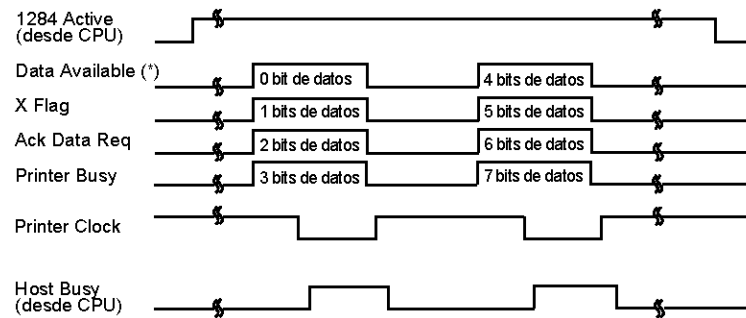 1284 Active
(desde CPU)
Data Available (*)
0 bit de datos
4 bits de datos
X Flag
1 bits de datos
5 bits de datos
Ack Data Req
2 bits de datos
6 bits de datos
Printer Busy
3 bits de datos
7 bits de datos
Printer Clock
Host Busy
(desde CPU)